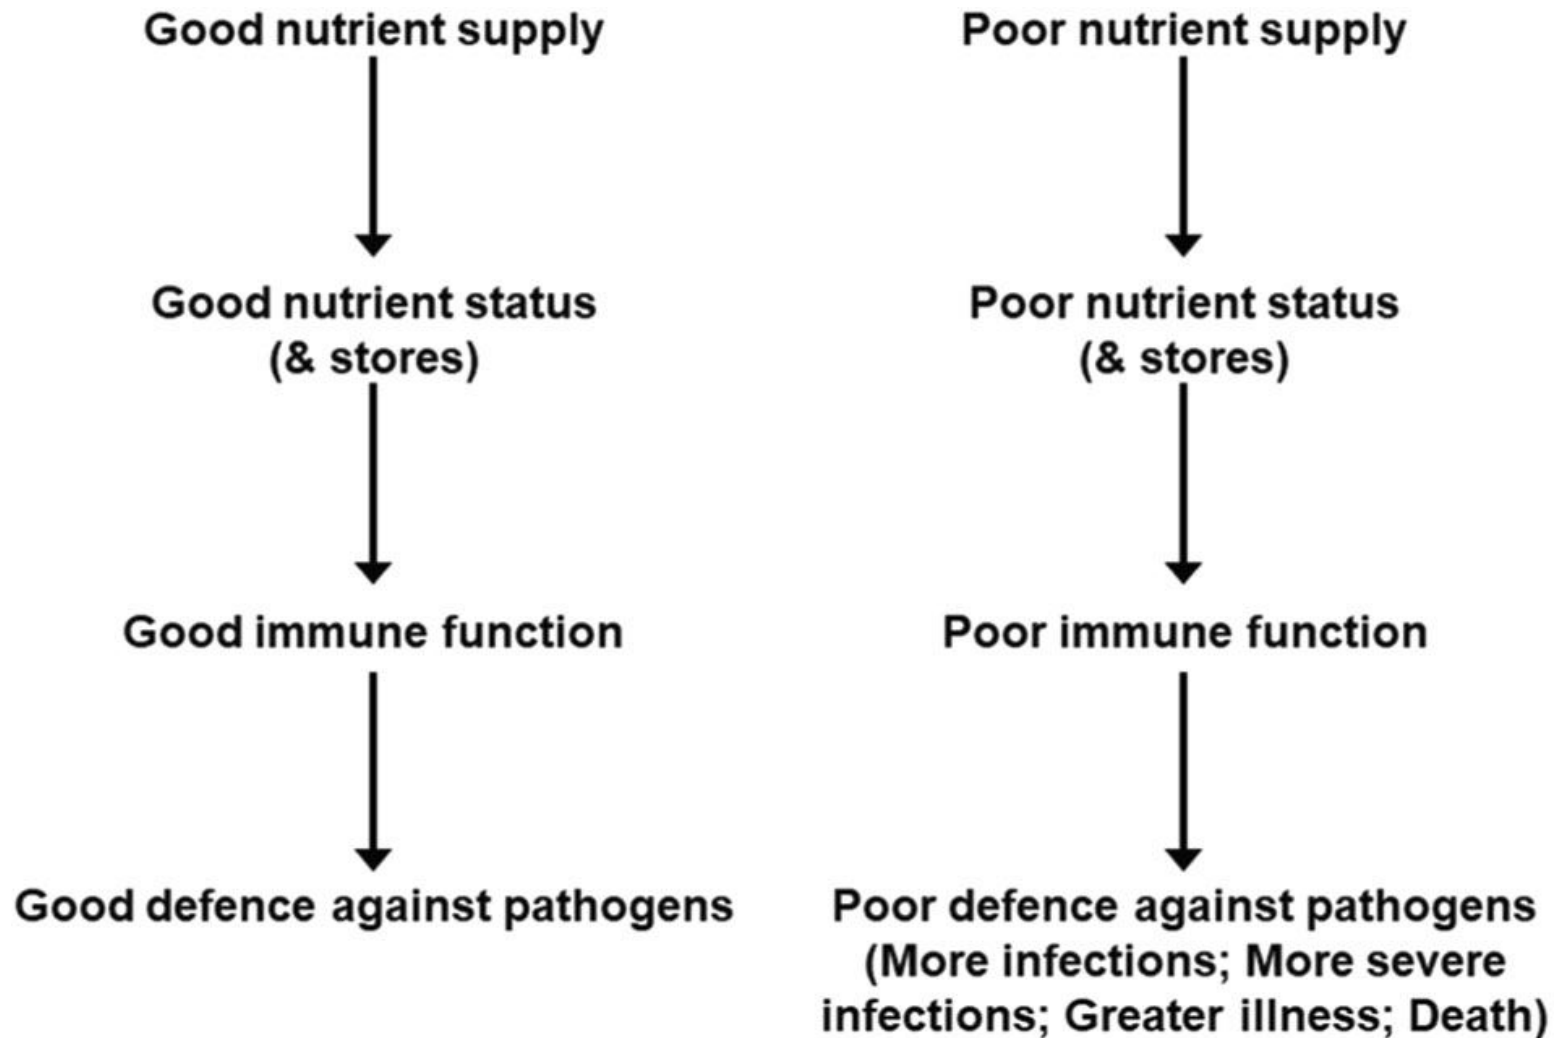 Good nutrient supply
Good nutrient status
(& stores)
Good immune function
Good defence against pathogens
Poor nutrient supply
Poor nutrient status
(& stores)
Poor immune function
Poor defence against pathogens
(More infections; More severe
infections; Greater illness; Death)